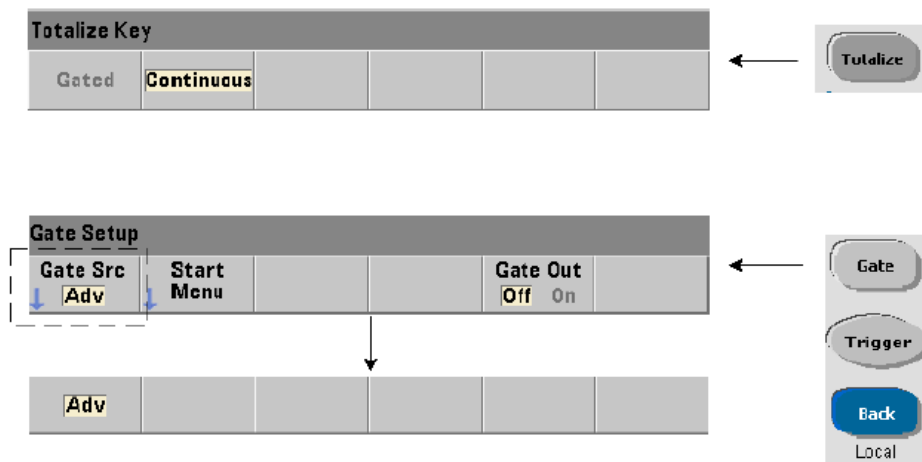 Totalize Key
Gated Continuous
Totalize
Gate Setup
Gate Src
Adv
Start
Menu
Gate Out
Off On
Adv
Gate
Trigger
Back
Local